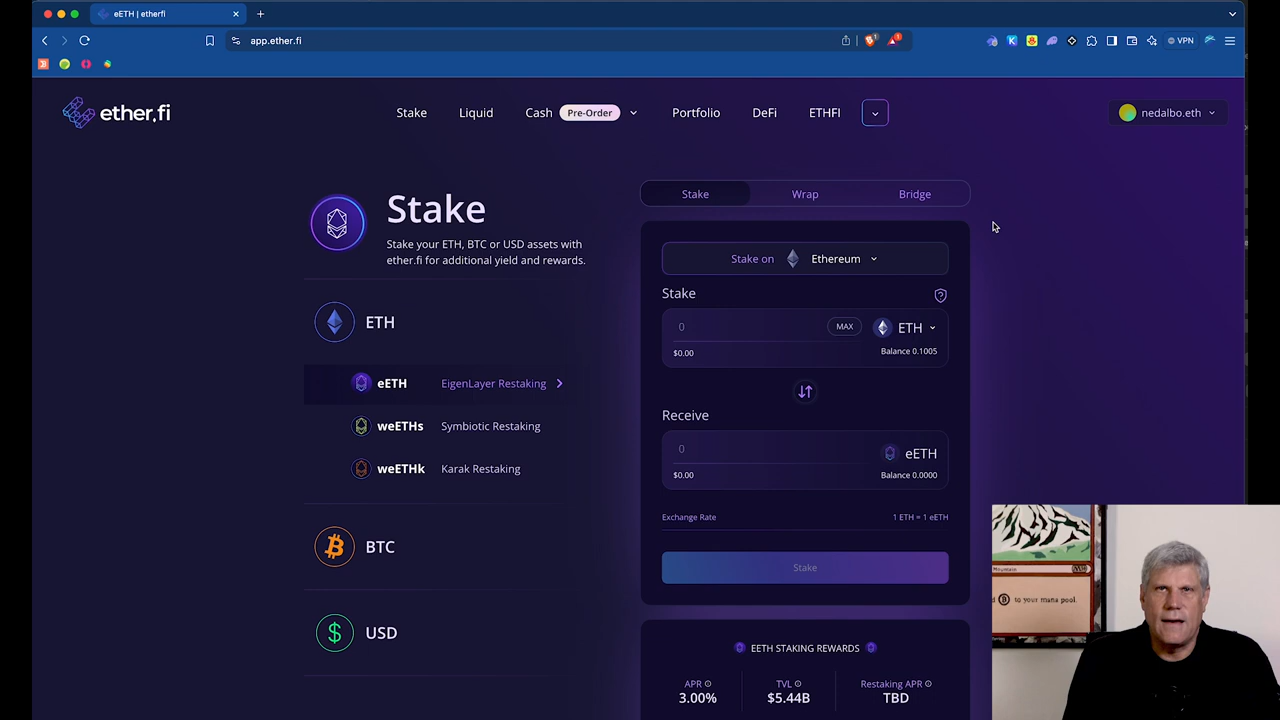 eETH | etherfi
app.ether.fi
VPN
ether.fi
Stake
Liquid
Cash
Pre-Order
Portfolio
DeFi
ETHFI
nedalbo.eth
Stake
Stake your ETH, BTC or USD assets with
ether.fi for additional yield and rewards.
ETH
eETH EigenLayer Restaking
weETHs Symbiotic Restaking
weETHk Karak Restaking
BTC
USD
Stake
Wrap
Bridge
Stake on Ethereum
Stake
0 MAX ETH
$0.00 Balance 0.1005
Receive
0 eETH
$0.00 Balance 0.0000
Exchange Rate 1 ETH = 1 eETH
Stake
EETH STAKING REWARDS
APR TVL Restaking APR
3.00% $5.44B TBD
Mountain
B to your mana pool.